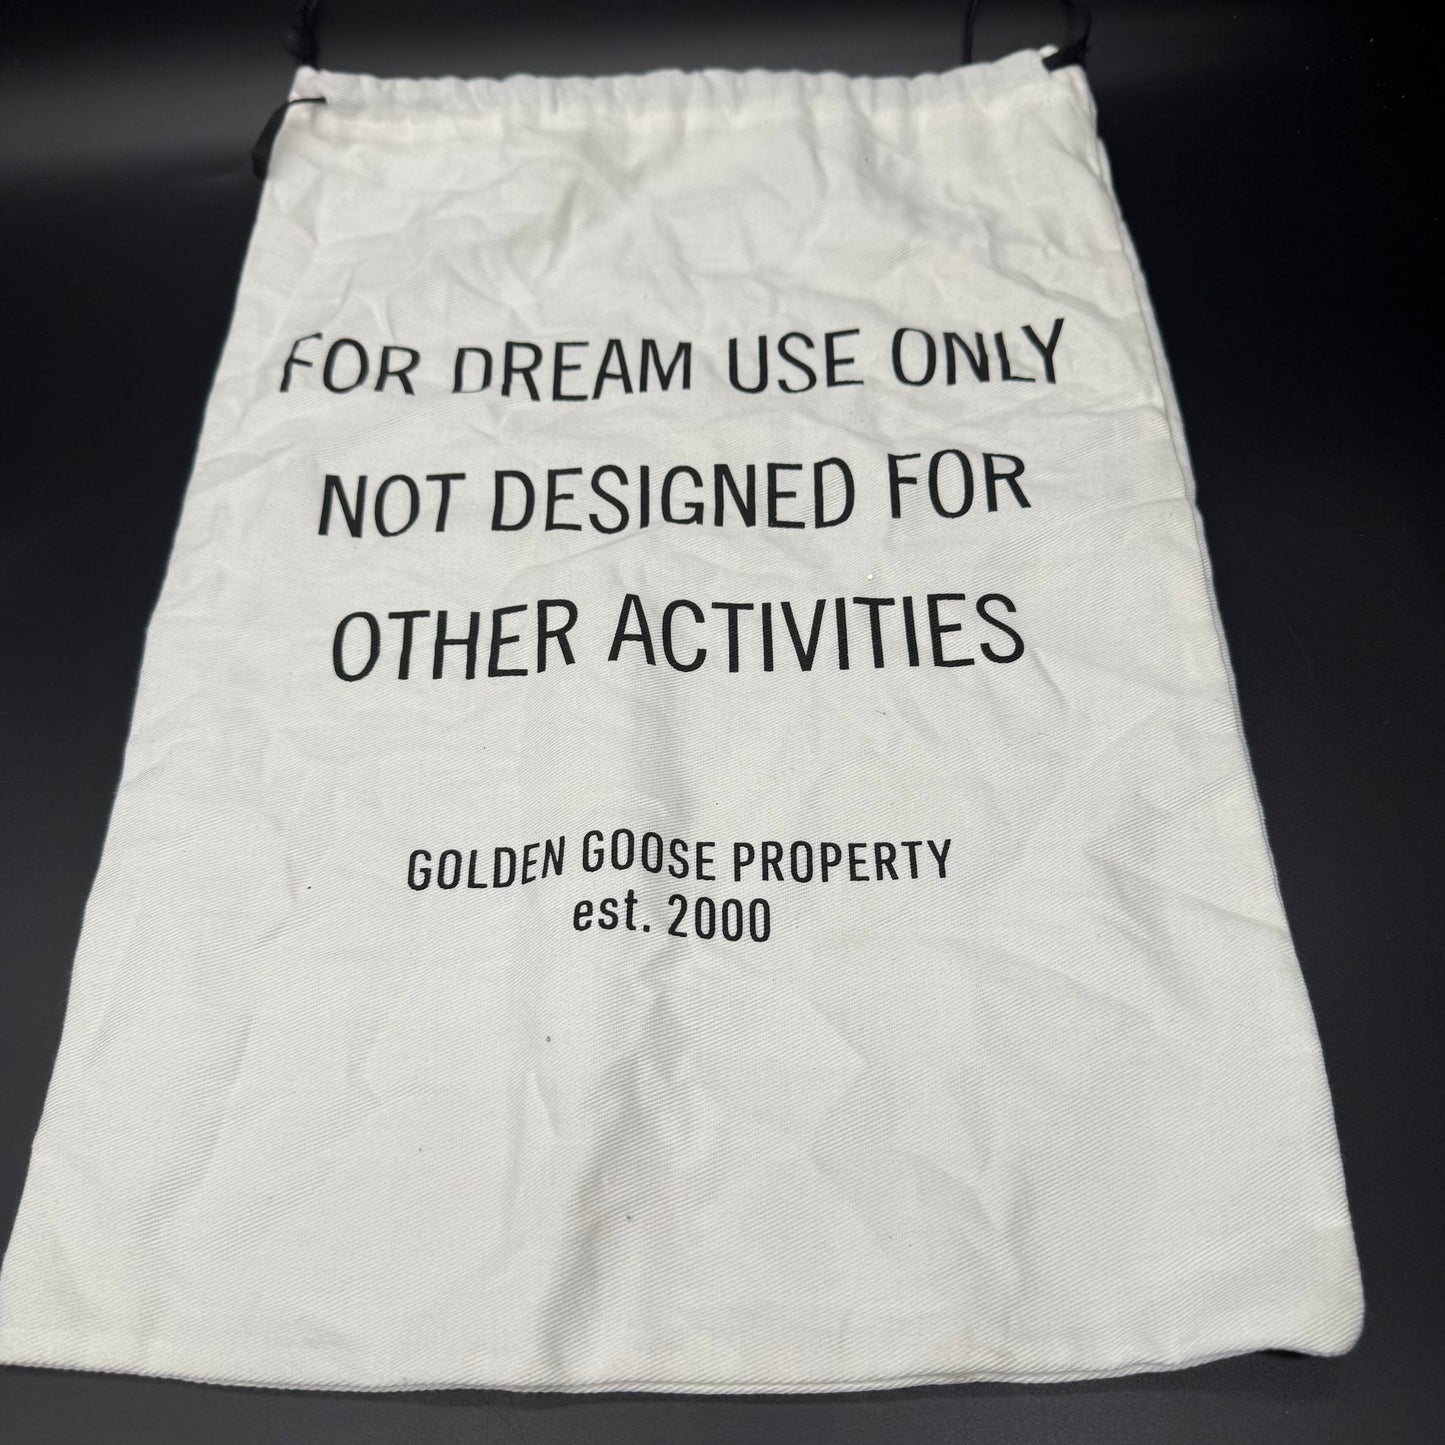 FOR DREAM USE ONLY
NOT DESIGNED FOR
OTHER ACTIVITIES
GOLDEN GOOSE PROPERTY
est. 2000